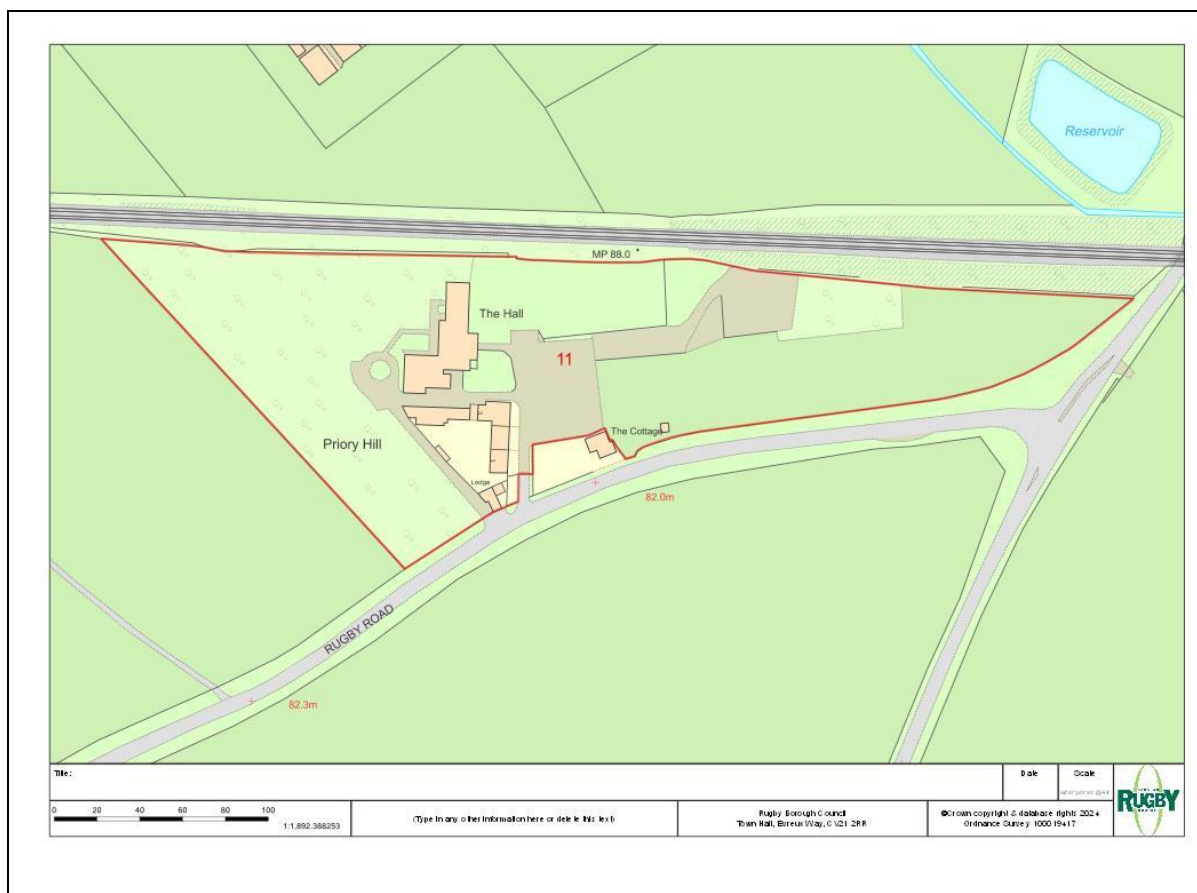 Reservoir
MP 88.0
The Hall
11
The Cottage
Priory Hill
Lodge
82.0m
RUGBY ROAD
82.3m
Title:
Date
Scale
0 20 40 60 80 100
1:1,892.388253
(Type in any other information here or delete this text)
Rugby Borough Council
Town Hall, Evreux Way, CV21 2RR
©Crown copyright & database rights 2024
Ordnance Survey 100019417
RUGBY